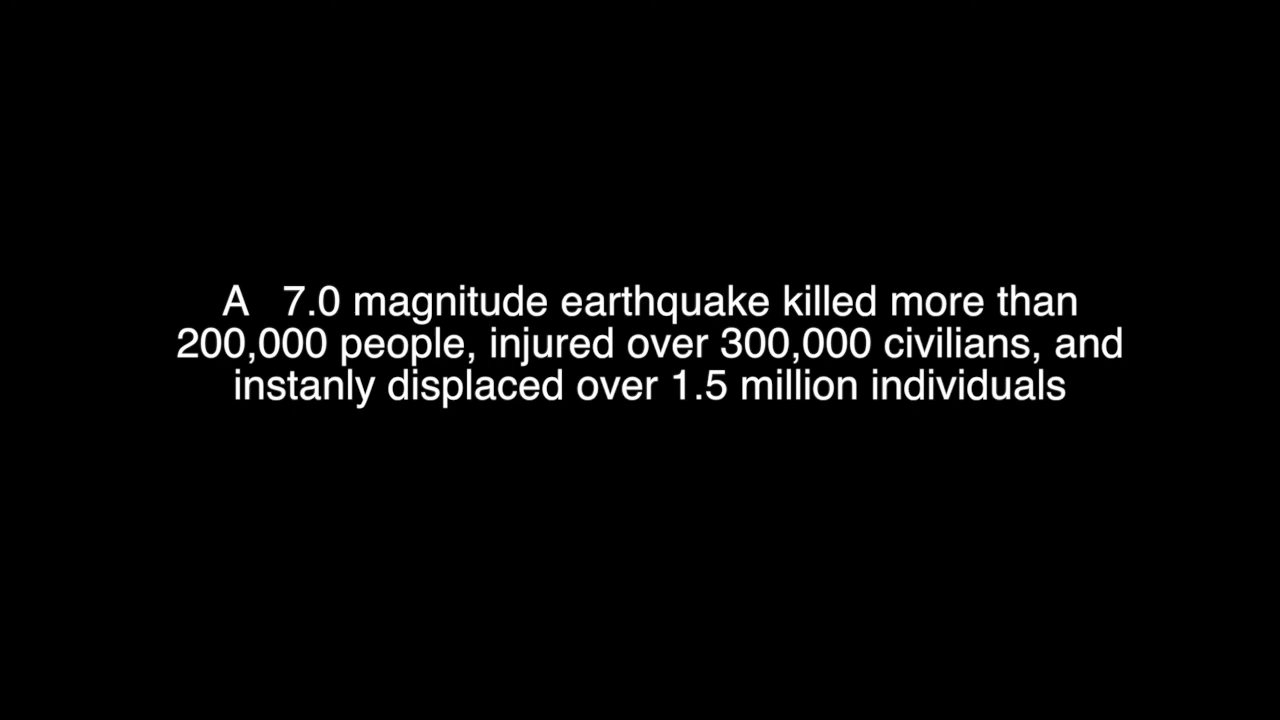 A   7.0 magnitude earthquake killed more than
200,000 people, injured over 300,000 civilians, and
instanly displaced over 1.5 million individuals